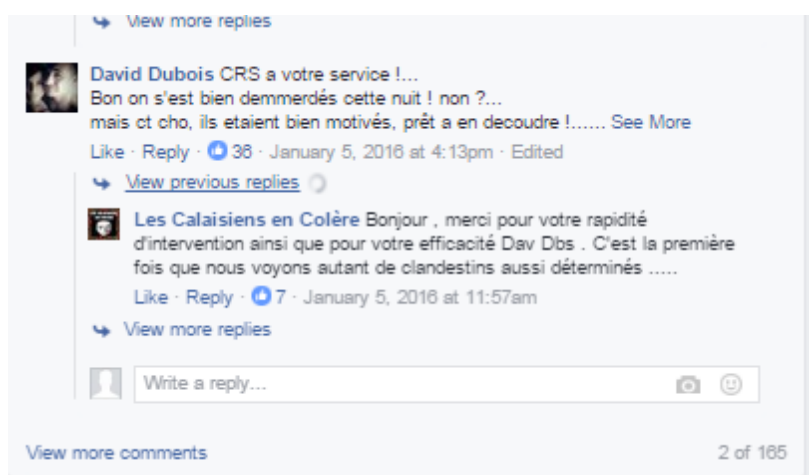 View more replies
David Dubois CRS a votre service !...
Bon on s'est bien demmerdés cette nuit ! non ?...
mais ct cho, ils etaient bien motivés, prêt a en decoudre !...... See More
Like · Reply · 36 · January 5, 2016 at 4:13pm · Edited
View previous replies
Les Calaisiens en Colère Bonjour , merci pour votre rapidité
d'intervention ainsi que pour votre efficacité Dav Dbs . C'est la première
fois que nous voyons autant de clandestins aussi déterminés .....
Like · Reply · 7 · January 5, 2016 at 11:57am
View more replies
Write a reply...
View more comments 2 of 165